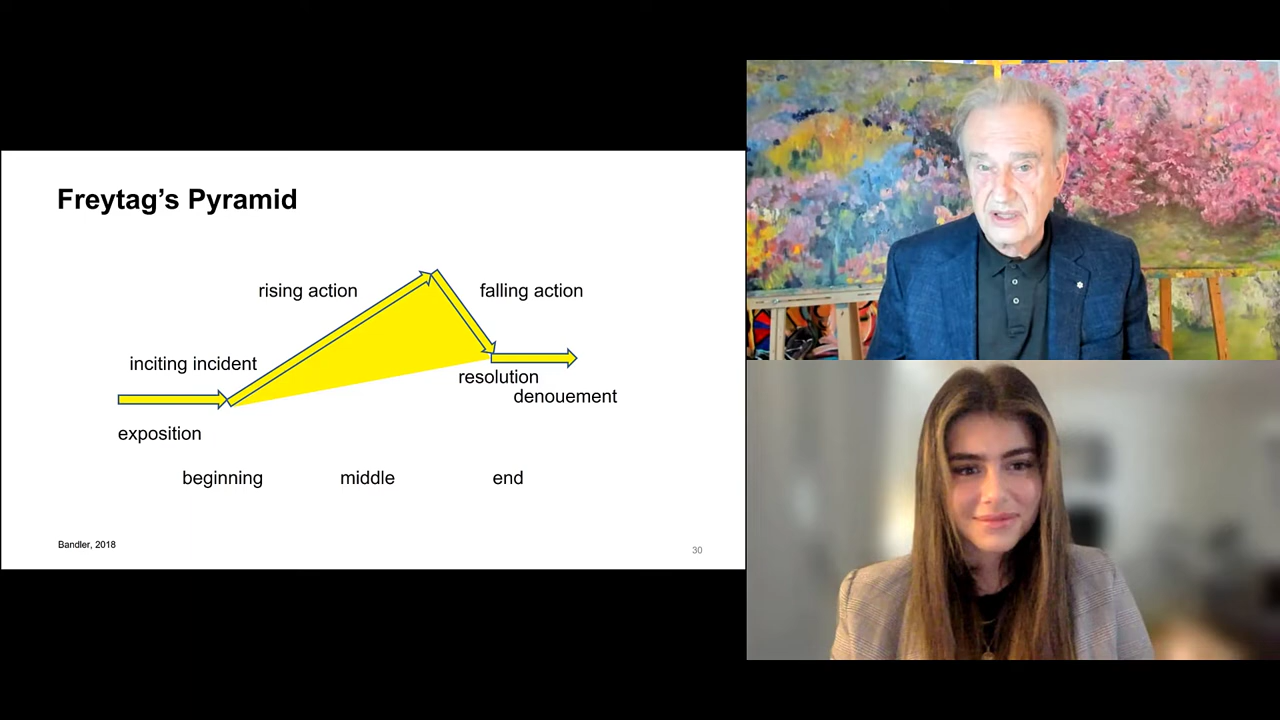 Freytag's Pyramid
rising action
falling action
inciting incident
resolution
denouement
exposition
beginning
middle
end
Bandler, 2018
30